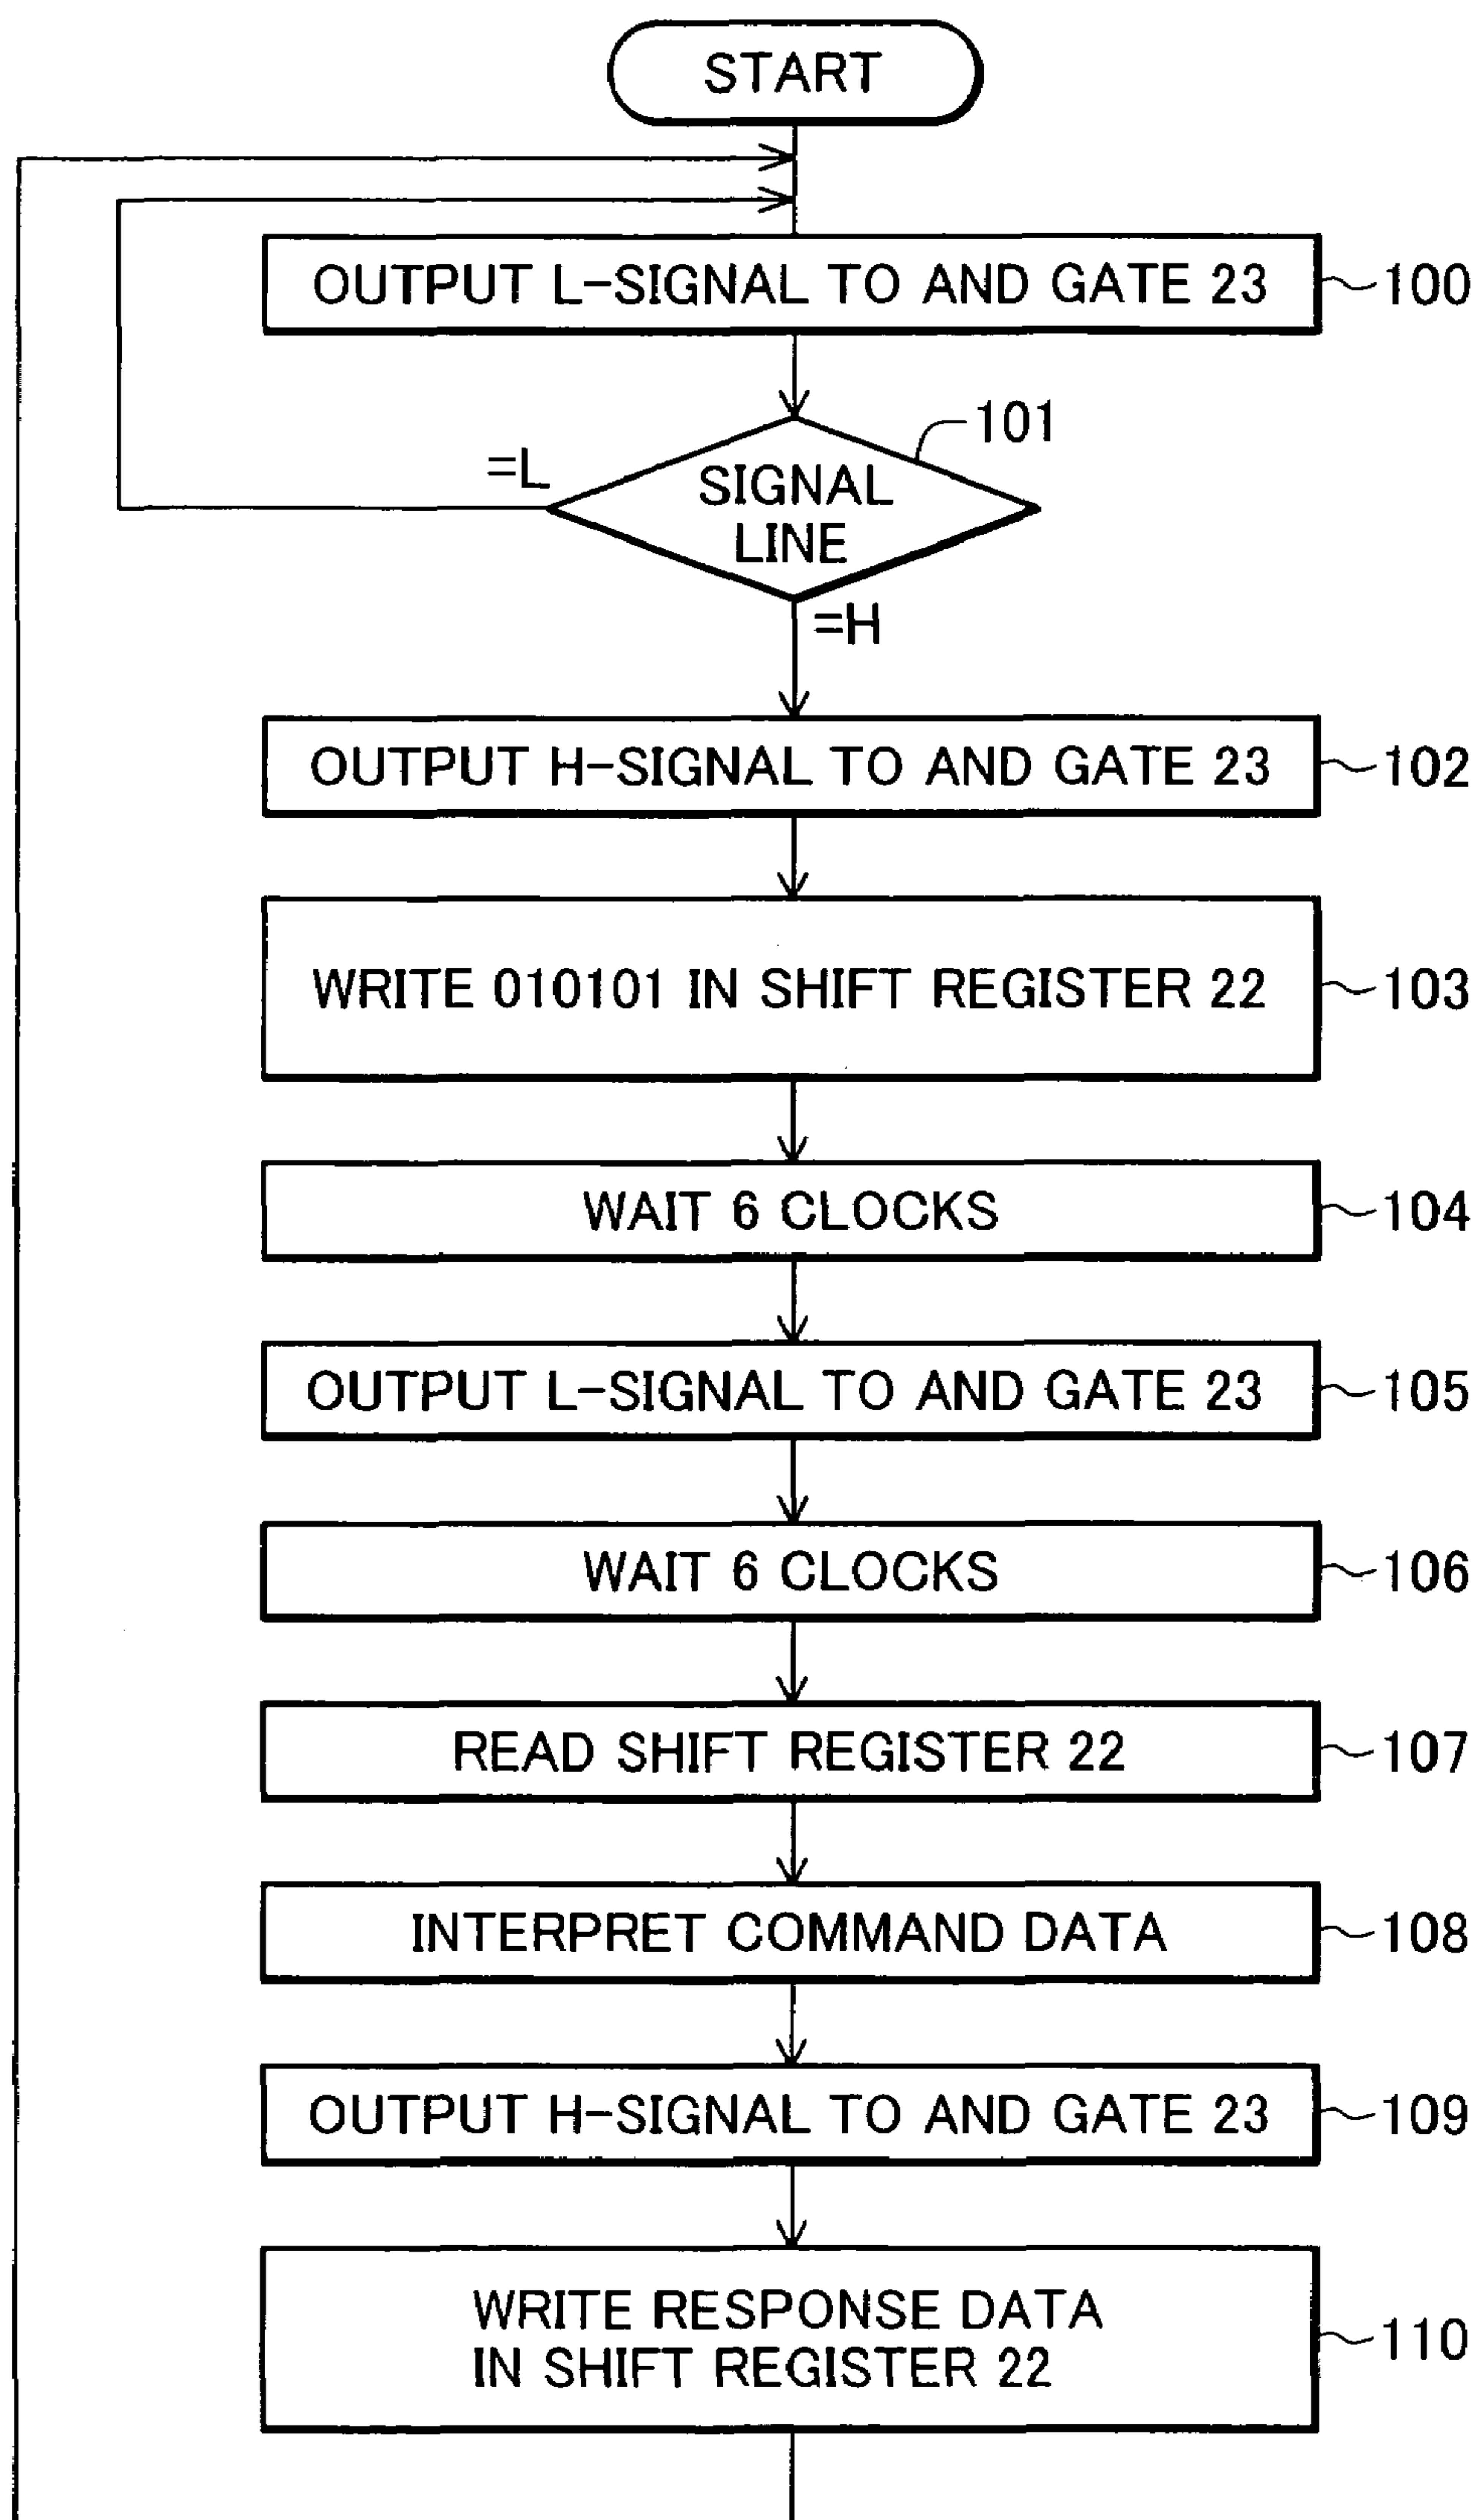 START
OUTPUT L-SIGNAL TO AND GATE 23
100
101
=L
SIGNAL
LINE
=H
OUTPUT H-SIGNAL TO AND GATE 23
102
WRITE 010101 IN SHIFT REGISTER 22
103
WAIT 6 CLOCKS
104
OUTPUT L-SIGNAL TO AND GATE 23
105
WAIT 6 CLOCKS
106
READ SHIFT REGISTER 22
107
INTERPRET COMMAND DATA
108
OUTPUT H-SIGNAL TO AND GATE 23
109
WRITE RESPONSE DATA
IN SHIFT REGISTER 22
110